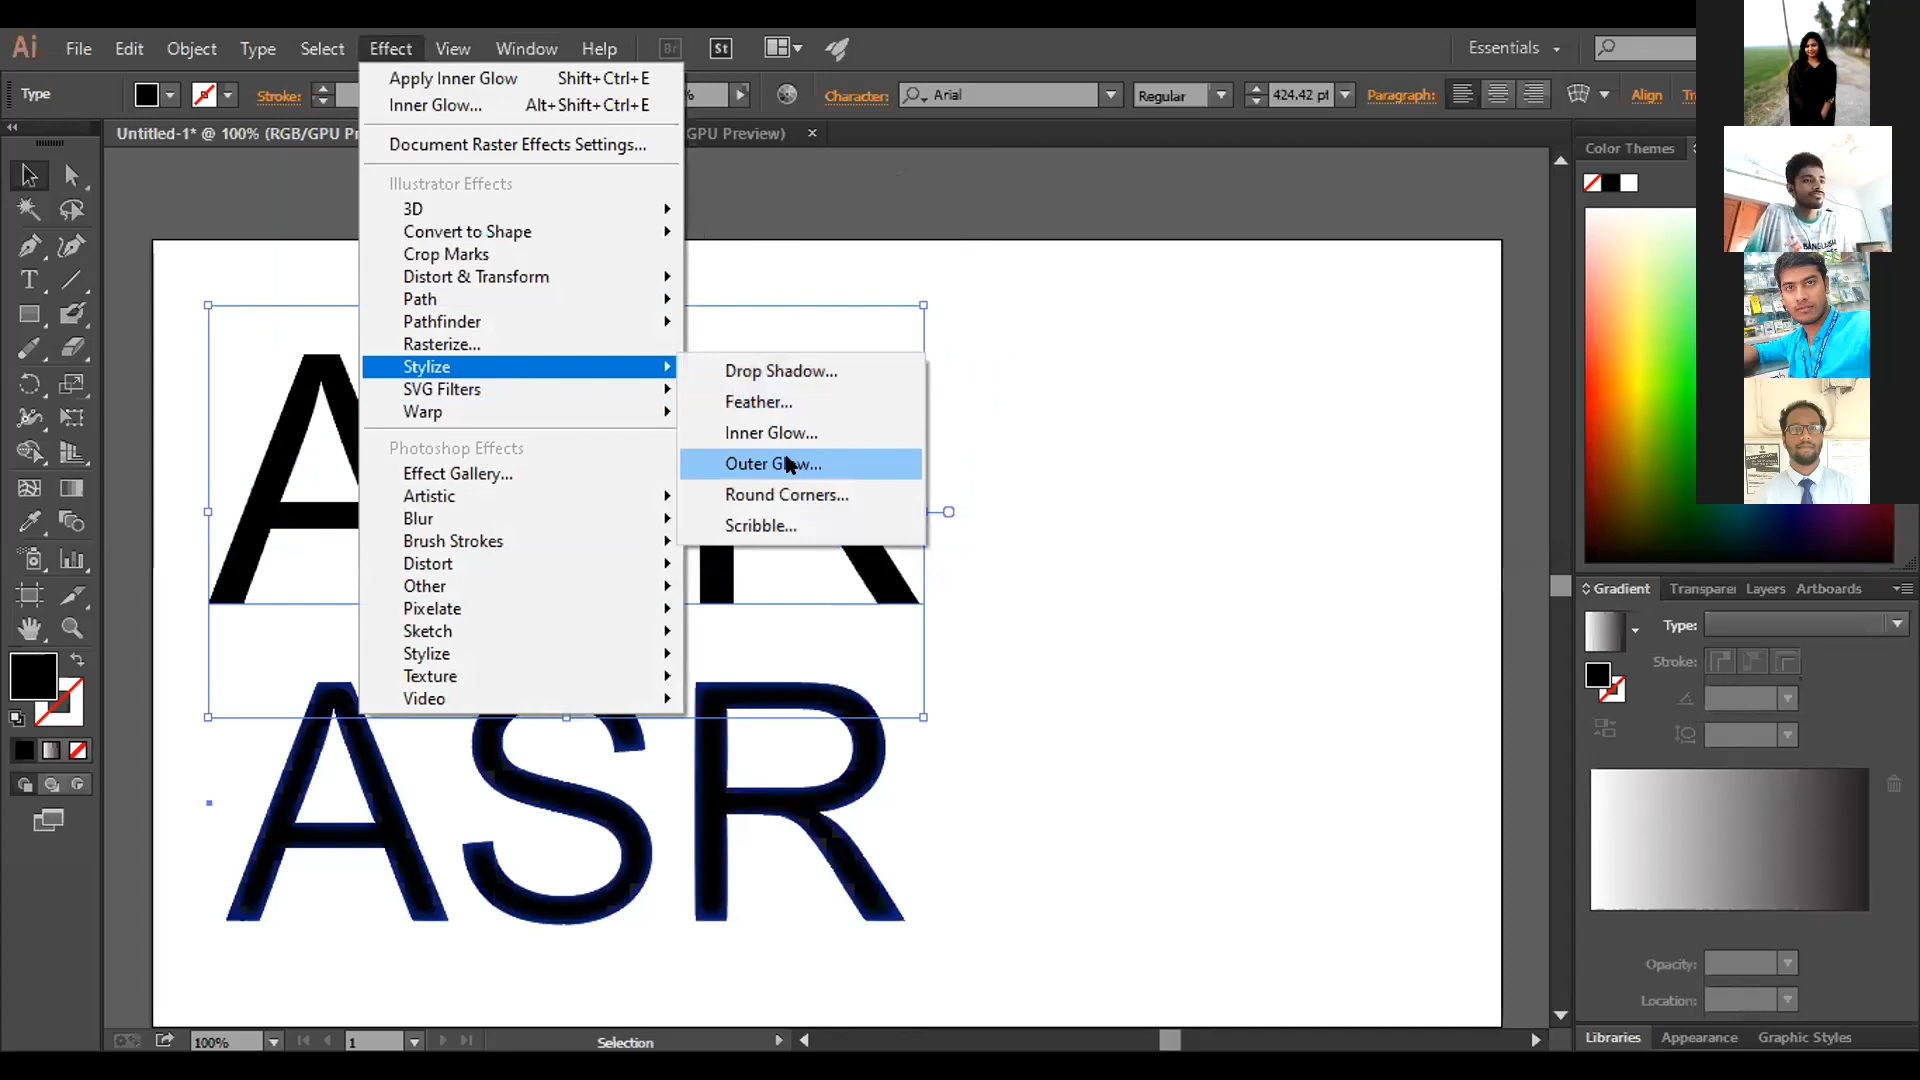 Ai File Edit Object Type Select Effect View Window Help Br St Essentials
Type Stroke: % Character: Arial Regular 424.42 pt Paragraph: Align
Untitled-1* @ 100% (RGB/GPU Pr GPU Preview) ×
Apply Inner Glow Shift+Ctrl+E
Inner Glow... Alt+Shift+Ctrl+E
Document Raster Effects Settings...
Illustrator Effects
3D
Convert to Shape
Crop Marks
Distort & Transform
Path
Pathfinder
Rasterize...
Stylize
SVG Filters
Warp
Photoshop Effects
Effect Gallery...
Artistic
Blur
Brush Strokes
Distort
Other
Pixelate
Sketch
Stylize
Texture
Video
Drop Shadow...
Feather...
Inner Glow...
Outer Glow...
Round Corners...
Scribble...
ASR
Color Themes
Gradient Transpare Layers Artboards
Type:
Stroke:
Opacity:
Location:
Libraries Appearance Graphic Styles
100% 1 Selection